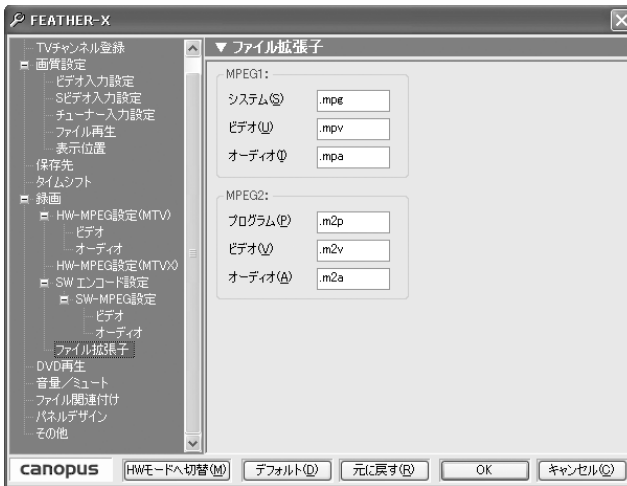 FEATHER-X
TVチャンネル登録
画質設定
ビデオ入力設定
Sビデオ入力設定
チューナー入力設定
ファイル再生
表示位置
保存先
タイムシフト
録画
HW-MPEG設定(MTV)
ビデオ
オーディオ
HW-MPEG設定(MTVX)
SW エンコード設定
SW-MPEG設定
ビデオ
オーディオ
ファイル拡張子
DVD再生
音量／ミュート
ファイル関連付け
パネルデザイン
その他
▼ ファイル拡張子
MPEG1:
システム(S) .mpg
ビデオ(U) .mpv
オーディオ(I) .mpa
MPEG2:
プログラム(P) .m2p
ビデオ(V) .m2v
オーディオ(A) .m2a
canopus HWモードへ切替(M) デフォルト(D) 元に戻す(R) OK キャンセル(C)